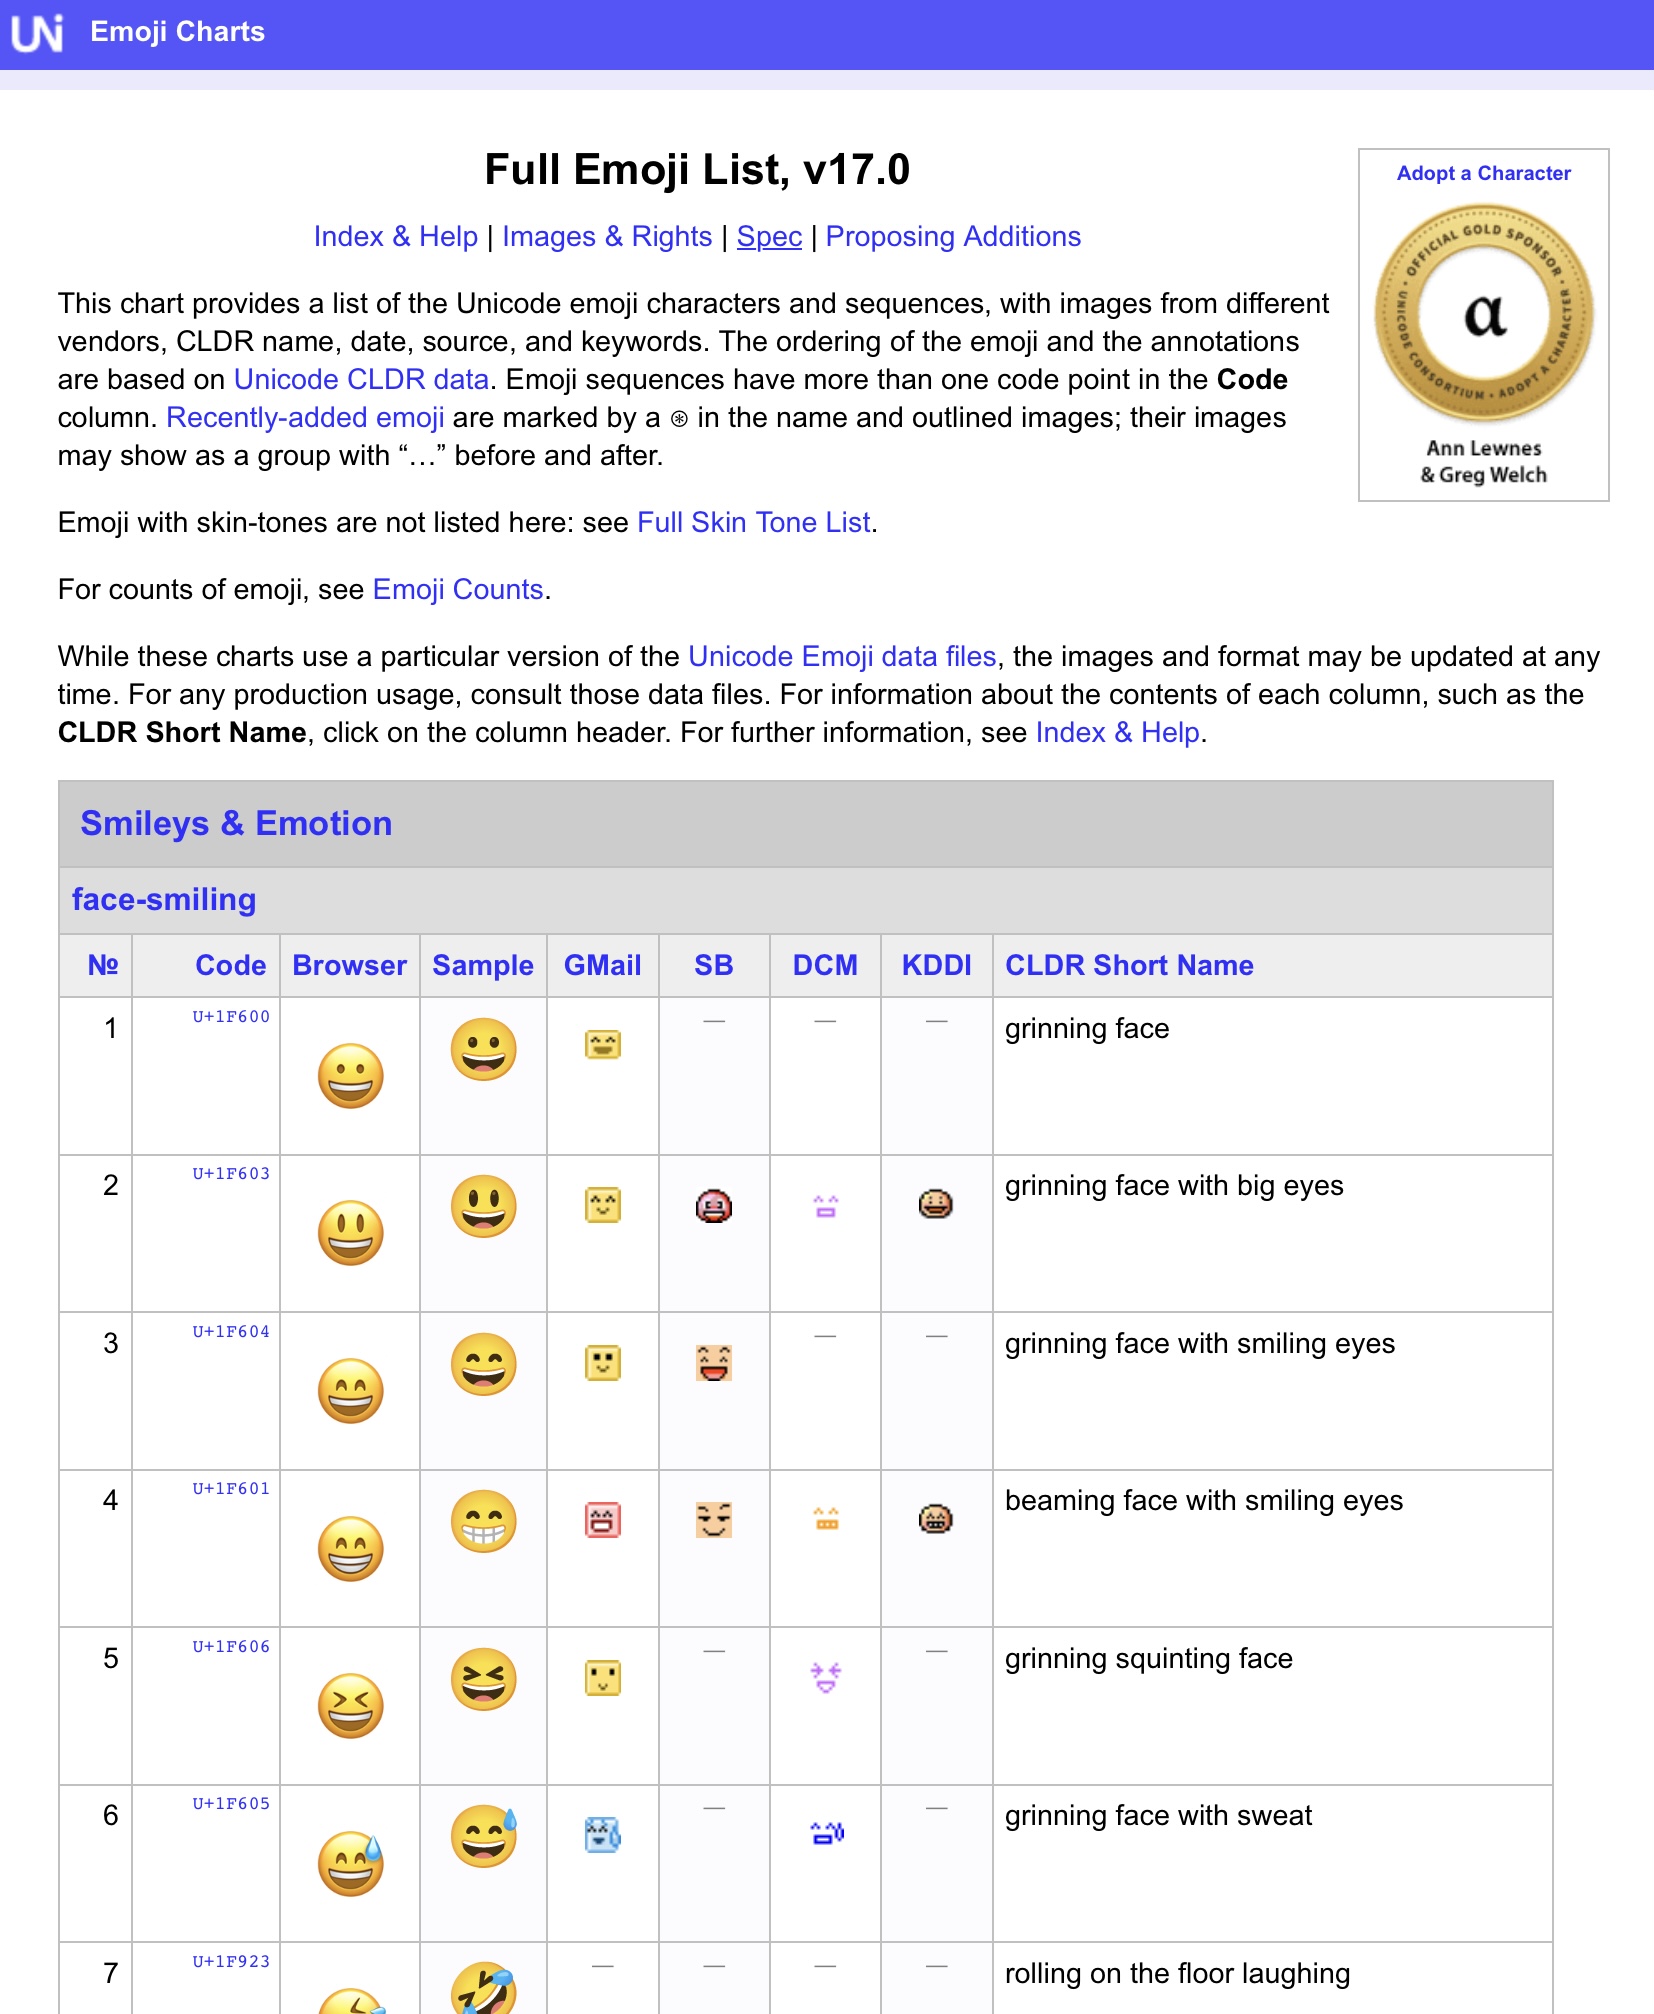 UNi Emoji Charts
Full Emoji List, v17.0
Index & Help | Images & Rights | Spec | Proposing Additions
Adopt a Character
OFFICIAL GOLD SPONSOR
UNICODE CONSORTIUM • ADOPT A CHARACTER
α
Ann Lewnes
& Greg Welch
This chart provides a list of the Unicode emoji characters and sequences, with images from different
vendors, CLDR name, date, source, and keywords. The ordering of the emoji and the annotations
are based on Unicode CLDR data. Emoji sequences have more than one code point in the Code
column. Recently-added emoji are marked by a ⊛ in the name and outlined images; their images
may show as a group with “…” before and after.
Emoji with skin-tones are not listed here: see Full Skin Tone List.
For counts of emoji, see Emoji Counts.
While these charts use a particular version of the Unicode Emoji data files, the images and format may be updated at any
time. For any production usage, consult those data files. For information about the contents of each column, such as the
CLDR Short Name, click on the column header. For further information, see Index & Help.
Smileys & Emotion
face-smiling
№ Code Browser Sample GMail SB DCM KDDI CLDR Short Name
1 U+1F600 😀 😀 — — — grinning face
2 U+1F603 😃 😃 grinning face with big eyes
3 U+1F604 😄 😄 — — grinning face with smiling eyes
4 U+1F601 😁 😁 beaming face with smiling eyes
5 U+1F606 😆 😆 — — grinning squinting face
6 U+1F605 😅 😅 — — grinning face with sweat
7 U+1F923 🤣 🤣 — — — — rolling on the floor laughing